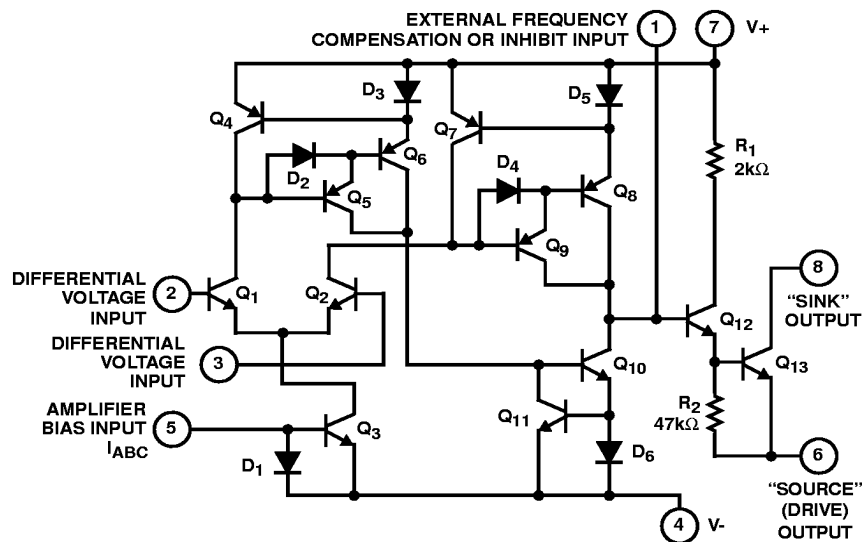 EXTERNAL FREQUENCY
COMPENSATION OR INHIBIT INPUT
1
7
V+
D3
Q4
Q6
D2
Q5
Q7
D5
D4
Q8
Q9
R1
2kΩ
DIFFERENTIAL
VOLTAGE
INPUT
2
Q1
Q2
8
"SINK"
OUTPUT
Q12
DIFFERENTIAL
VOLTAGE
INPUT
3
Q10
Q13
AMPLIFIER
BIAS INPUT
IABC
5
Q3
Q11
R2
47kΩ
D1
D6
6
"SOURCE"
(DRIVE)
OUTPUT
4
V-